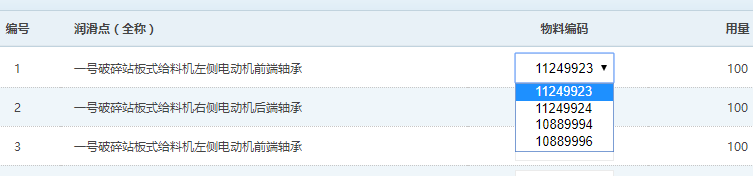 编号 润滑点（全称） 物料编码 用量
1 一号破碎站板式给料机左侧电动机前端轴承 11249923 100
11249923
2 一号破碎站板式给料机右侧电动机后端轴承 11249924 100
10889994
3 一号破碎站板式给料机左侧电动机前端轴承 10889996 100